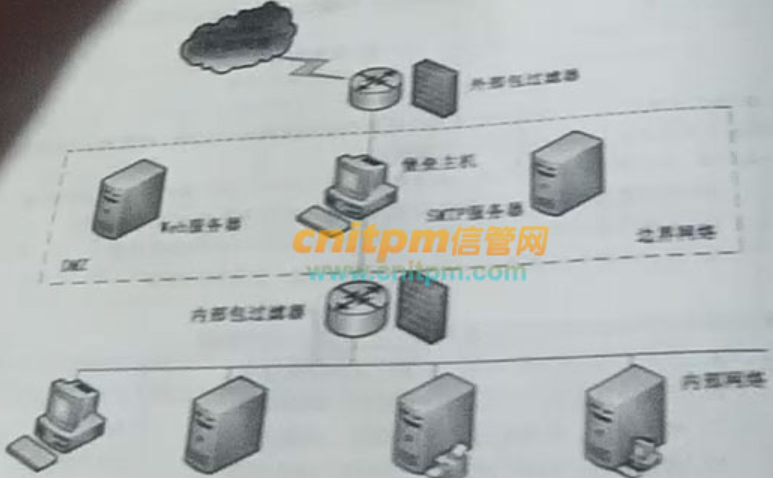 外部包过滤器
堡垒主机
Web服务器
SMTP服务器
cnitpm信管网
www.cnitpm.com
DMZ
边界网络
内部包过滤器
内部网络